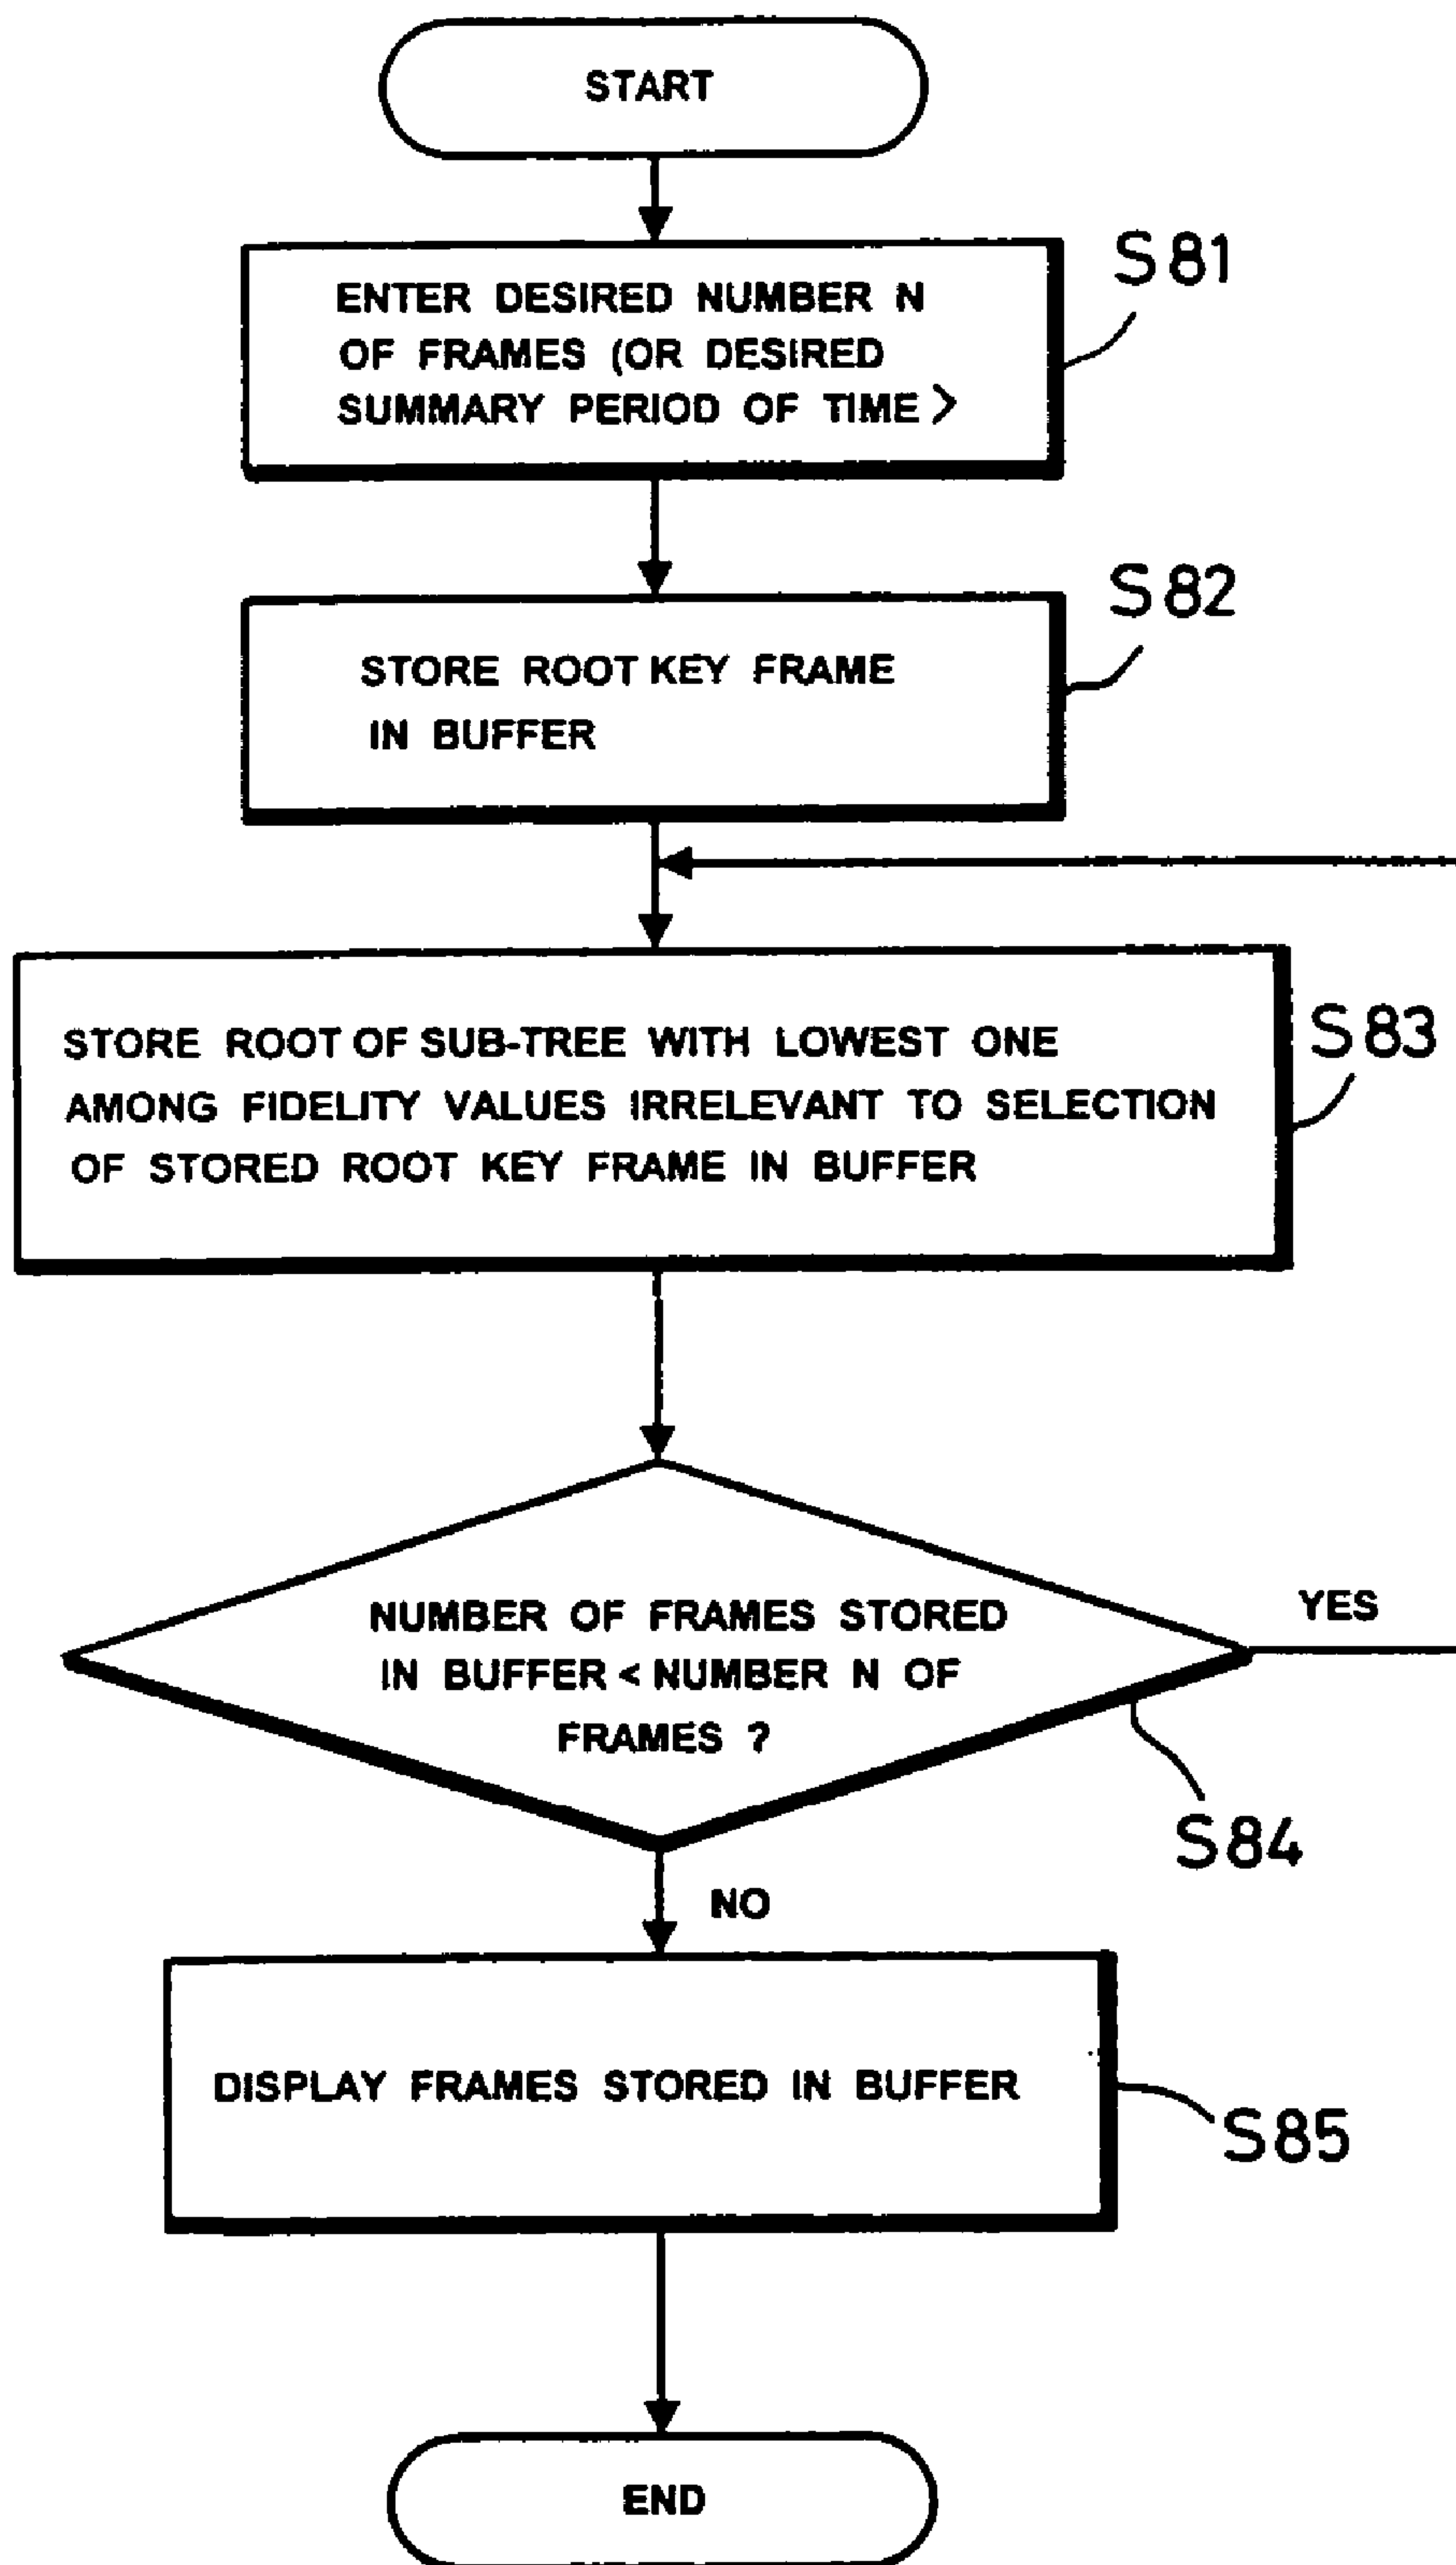 START
S81
ENTER DESIRED NUMBER N
OF FRAMES (OR DESIRED
SUMMARY PERIOD OF TIME >
S82
STORE ROOT KEY FRAME
IN BUFFER
S83
STORE ROOT OF SUB-TREE WITH LOWEST ONE
AMONG FIDELITY VALUES IRRELEVANT TO SELECTION
OF STORED ROOT KEY FRAME IN BUFFER
YES
NUMBER OF FRAMES STORED
IN BUFFER < NUMBER N OF
FRAMES ?
S84
NO
DISPLAY FRAMES STORED IN BUFFER
S85
END